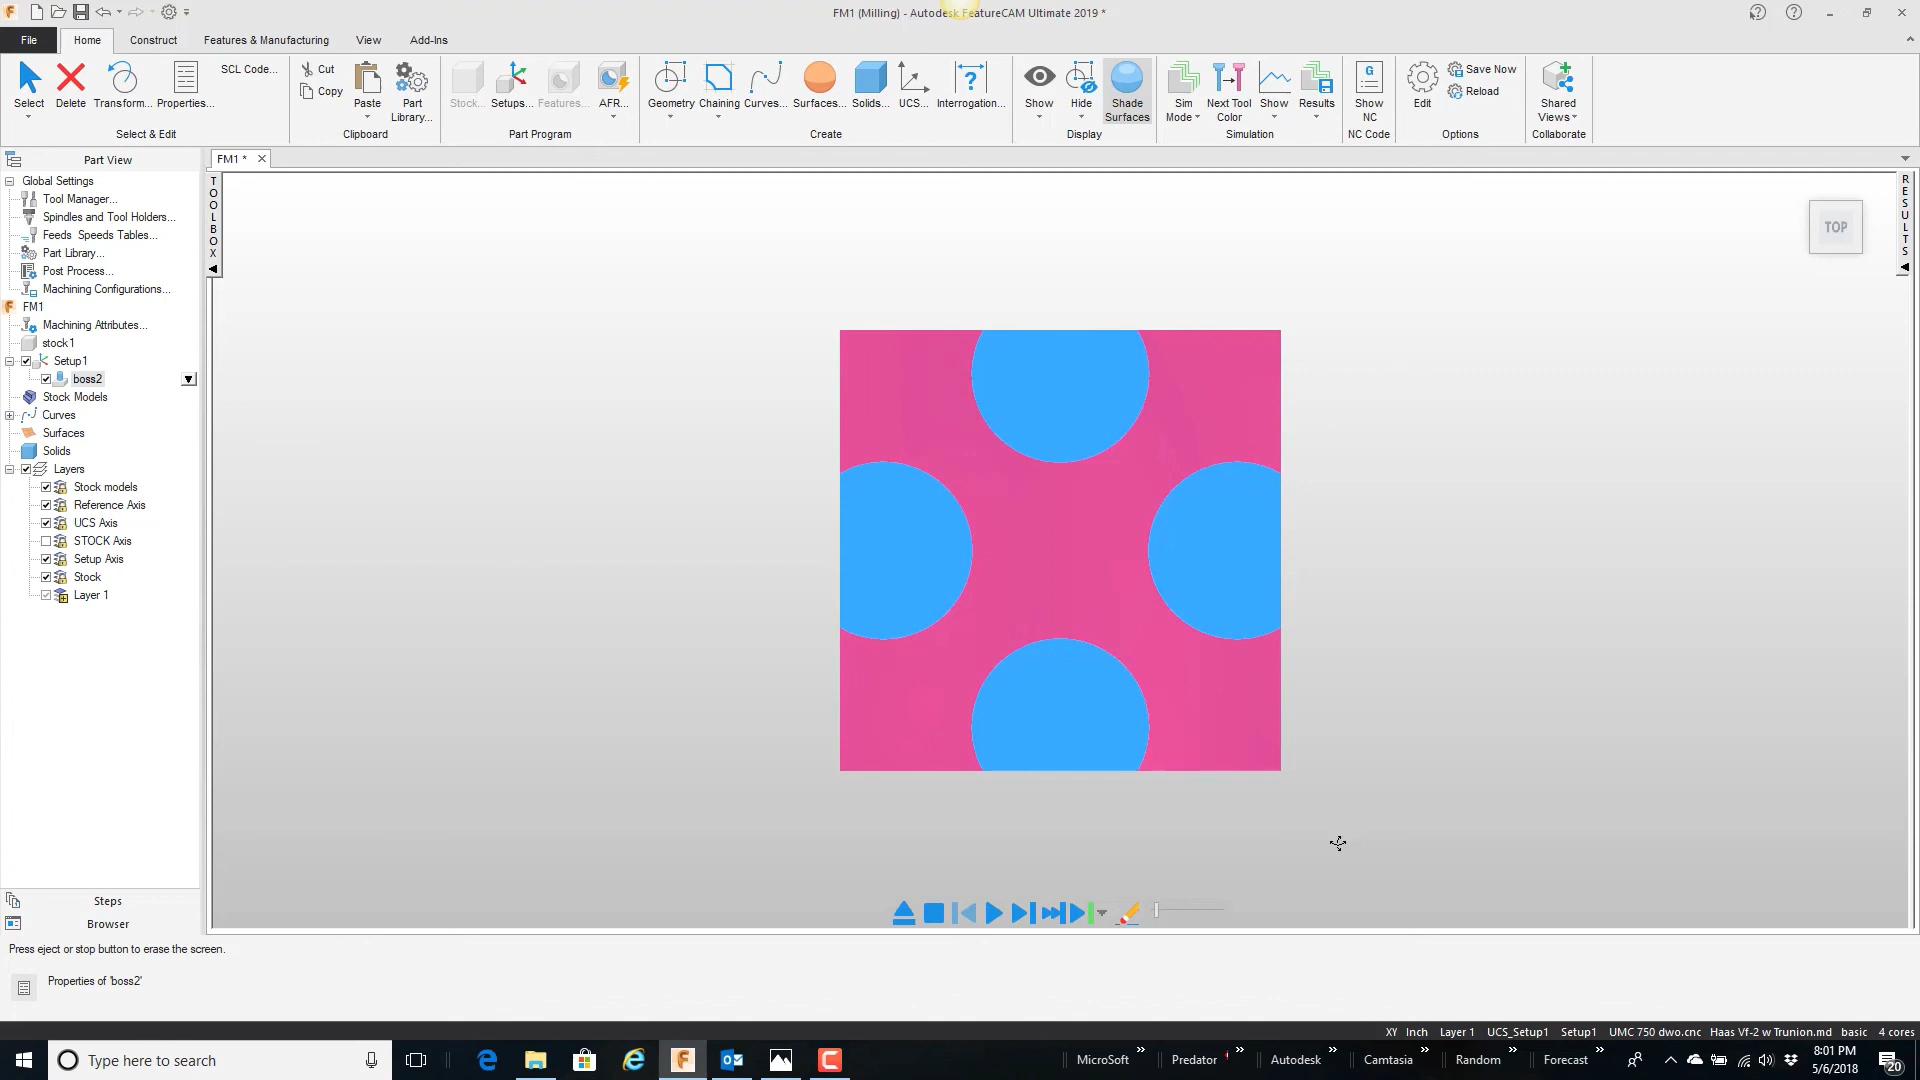 FM1 (Milling) - Autodesk FeatureCAM Ultimate 2019 *
File
Home
Construct
Features & Manufacturing
View
Add-Ins
Select
Delete
Transform...
Properties...
SCL Code...
Select & Edit
Cut
Copy
Paste
Part
Library...
Clipboard
Stock...
Setups...
Features...
AFR...
Part Program
Geometry
Chaining
Curves...
Surfaces...
Solids...
UCS...
Interrogation...
Create
Show
Hide
Shade
Surfaces
Display
Sim
Mode
Next Tool
Color
Show
Results
Simulation
Show
NC
NC Code
Edit
Save Now
Reload
Options
Shared
Views
Collaborate
Part View
FM1 *
Global Settings
Tool Manager...
Spindles and Tool Holders...
Feeds Speeds Tables...
Part Library...
Post Process...
Machining Configurations...
FM1
Machining Attributes...
stock1
Setup1
boss2
Stock Models
Curves
Surfaces
Solids
Layers
Stock models
Reference Axis
UCS Axis
STOCK Axis
Setup Axis
Stock
Layer 1
Steps
Browser
TOOLBOX
TOP
RESULTS
Press eject or stop button to erase the screen.
Properties of 'boss2'
XY Inch Layer 1 UCS_Setup1 Setup1 UMC 750 dwo.cnc Haas Vf-2 w Trunion.md basic 4 cores
Type here to search
MicroSoft
Predator
Autodesk
Camtasia
Random
Forecast
8:01 PM
5/6/2018
20